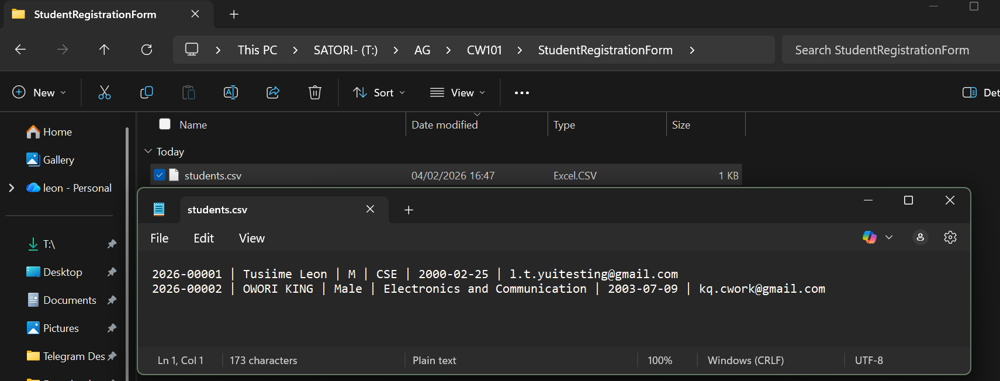 StudentRegistrationForm
This PC > SATORI- (T:) > AG > CW101 > StudentRegistrationForm >
Search StudentRegistrationForm
New
Sort
View
Det
Name
Date modified
Type
Size
Home
Gallery
leon - Personal
T:\
Desktop
Documents
Pictures
Telegram Des
Today
students.csv 04/02/2026 16:47 Excel.CSV 1 KB
students.csv
File Edit View
2026-00001 | Tusiime Leon | M | CSE | 2000-02-25 | l.t.yuitesting@gmail.com
2026-00002 | OWORI KING | Male | Electronics and Communication | 2003-07-09 | kq.cwork@gmail.com
Ln 1, Col 1 173 characters Plain text 100% Windows (CRLF) UTF-8